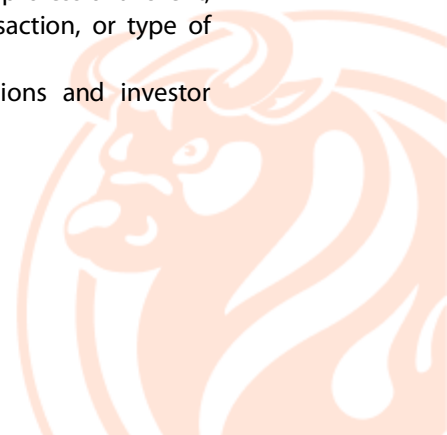 saction, or type of
ions and investor